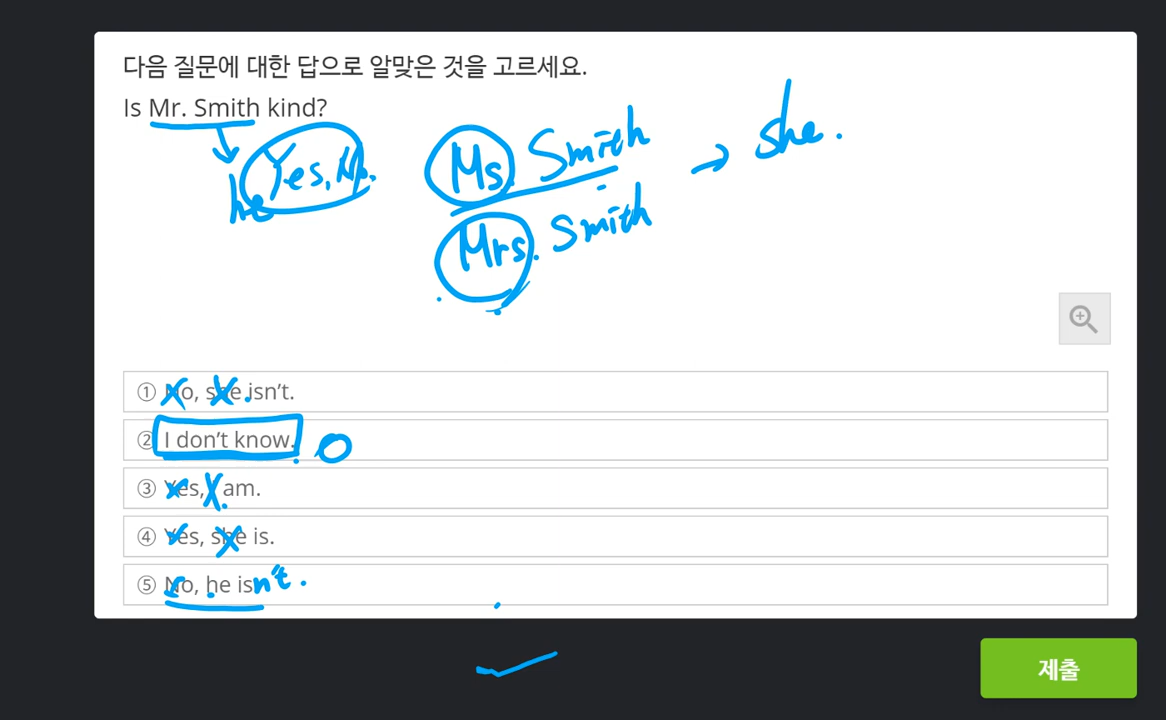 다음 질문에 대한 답으로 알맞은 것을 고르세요.
Is Mr. Smith kind?
he
Yes, No.
Ms. Smith → she.
Mrs. Smith
① No, she isn't.
② I don't know.
③ Yes, I am.
④ Yes, she is.
⑤ No, he isn't.
제출